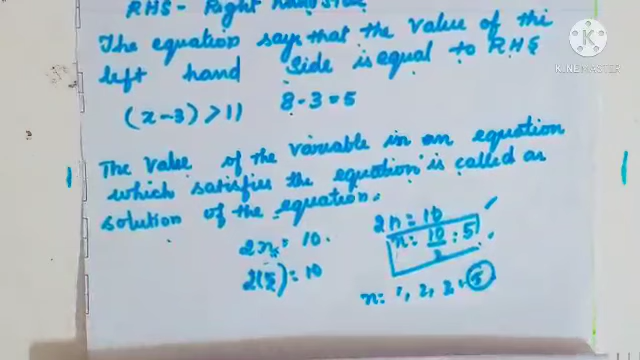 RHS - Right hand side
The equation says that the value of the
left hand side is equal to RHS
(x-3) > 11 8-3=5
The value of the variable in an equation
which satisfies the equation is called as
solution of the equation.
2n = 10.
2(5) = 10
2n = 10
n = 10/2 = 5
n = 1, 2, 3, 5
KINEMASTER